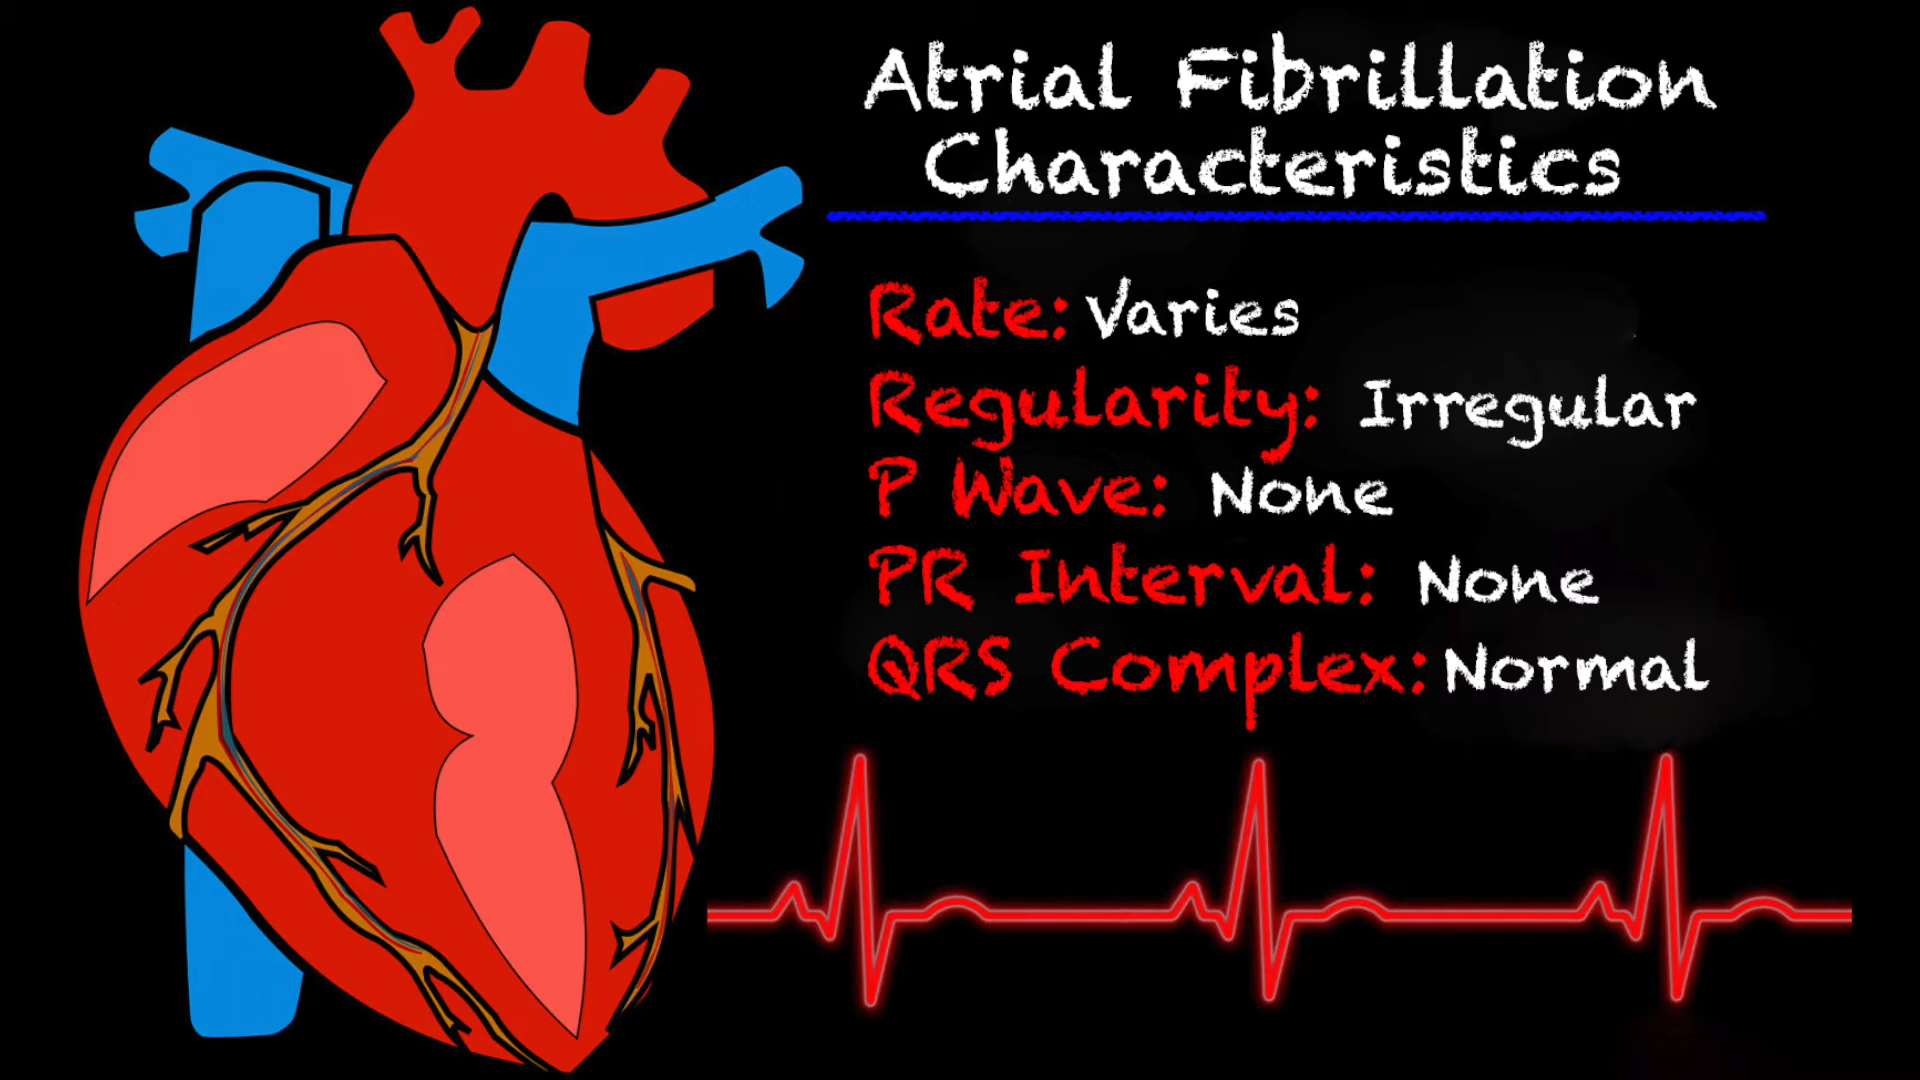 Atrial Fibrillation
Characteristics
Rate: Varies
Regularity: Irregular
P Wave: None
PR Interval: None
QRS Complex: Normal